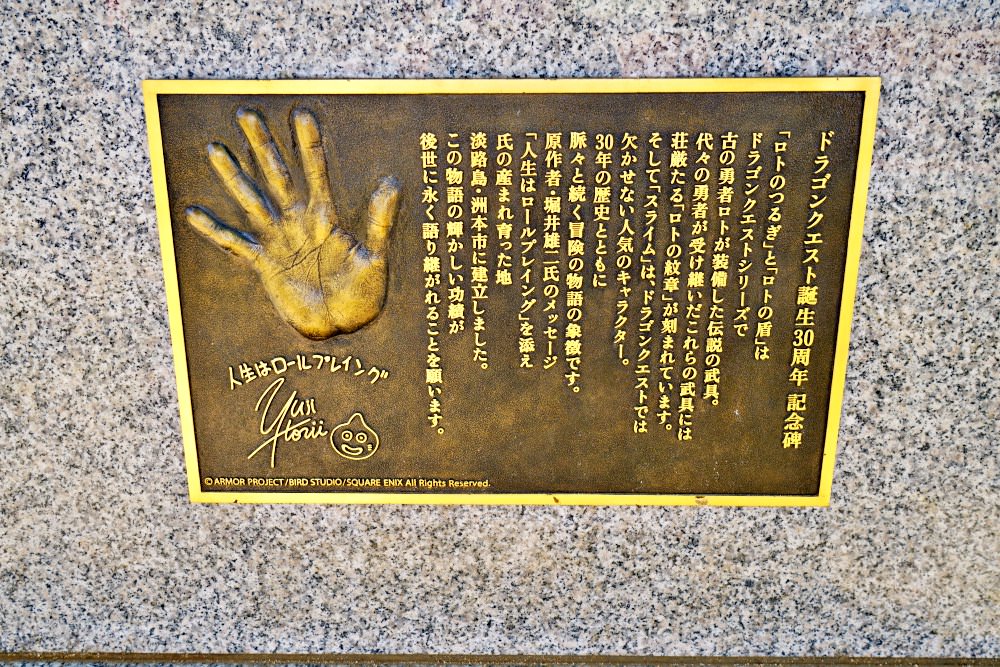 ドラゴンクエスト誕生30周年 記念碑
「ロトのつるぎ」と「ロトの盾」は
ドラゴンクエストシリーズで
古の勇者ロトが装備した伝説の武具。
代々の勇者が受け継いだこれらの武具には
荘厳たる「ロトの紋章」が刻まれています。
そして「スライム」は、ドラゴンクエストでは
欠かせない人気のキャラクター。
30年の歴史とともに
脈々と続く冒険の物語の象徴です。
原作者・堀井雄二氏のメッセージ
「人生はロールプレイング」を添え
氏の産まれ育った地
淡路島・洲本市に建立しました。
この物語の輝かしい功績が
後世に永く語り継がれることを願います。
人生はロールプレイング
Yuji
Horii
© ARMOR PROJECT/BIRD STUDIO/SQUARE ENIX All Rights Reserved.